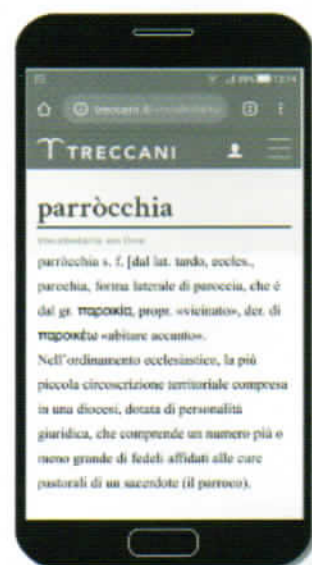 TRECCANI
parròcchia
parròcchia s. f. [dal lat. tardo, eccles.,
parochia, forma laterale di paroecia, che è
dal gr. παροικία, propr. «vicinato», der. di
παροικέω «abitare accanto».
Nell'ordinamento ecclesiastico, la più
piccola circoscrizione territoriale compresa
in una diocesi, dotata di personalità
giuridica, che comprende un numero più o
meno grande di fedeli affidati alle cure
pastorali di un sacerdote (il parroco).